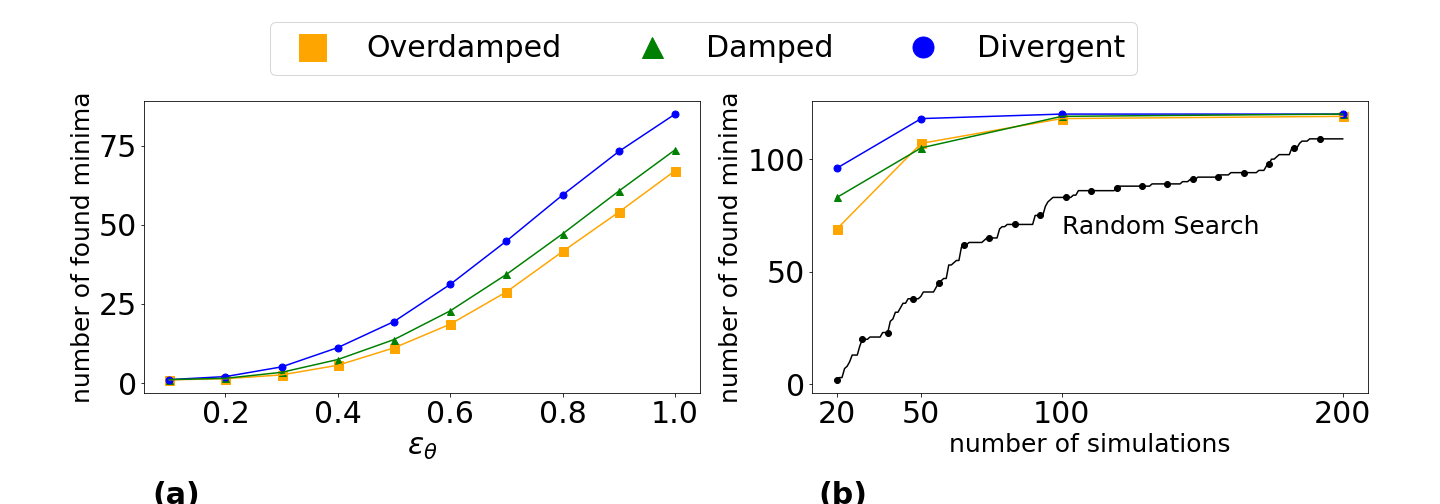 Overdamped Damped Divergent
number of found minima
75
50
25
0
0.2 0.4 0.6 0.8 1.0
εθ
(a)
number of found minima
100
50
0
Random Search
20 50 100 200
number of simulations
(b)